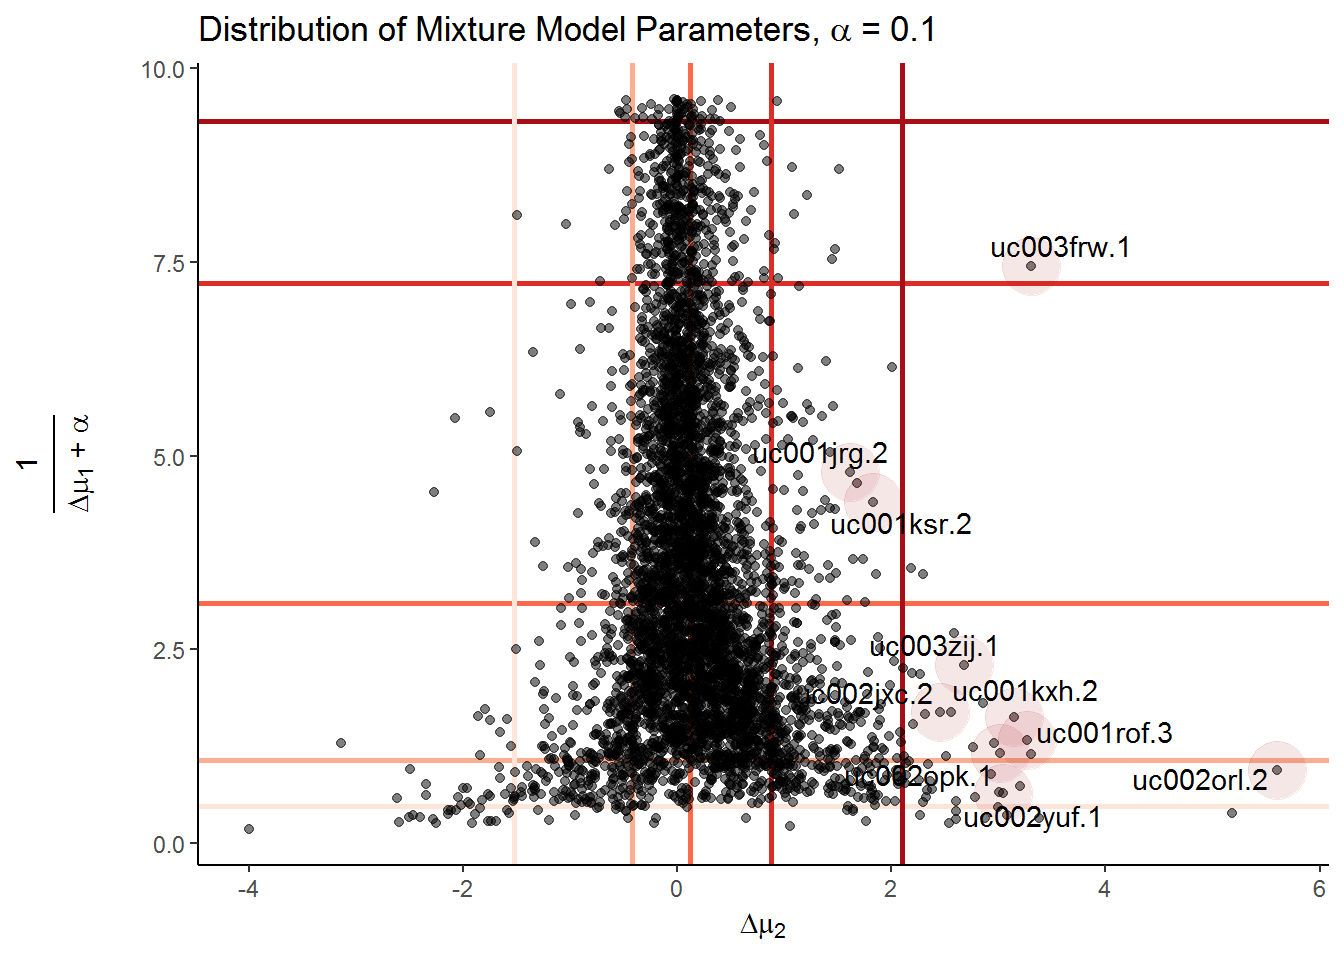 Distribution of Mixture Model Parameters, α = 0.1
10.0
7.5
5.0
2.5
0.0
1
Δμ1 + α
uc003frw.1
uc001jrg.2
uc001ksr.2
uc003zij.1
uc002jxc.2
uc001kxh.2
uc001rof.3
uc002opk.1
uc002orl.2
uc002yuf.1
-4 -2 0 2 4 6
Δμ2